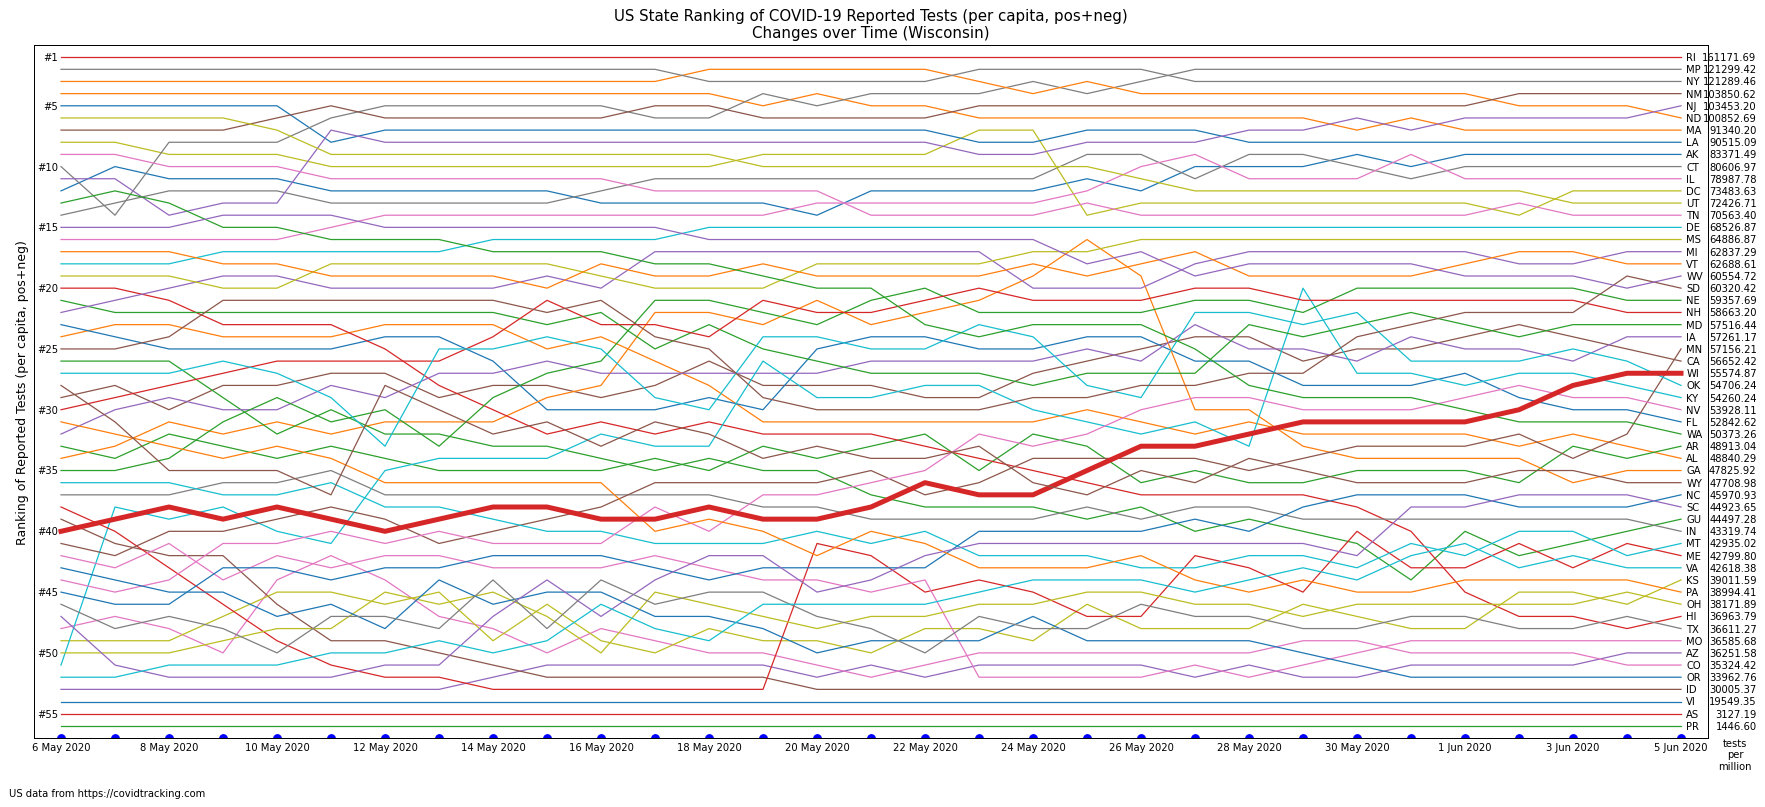 US State Ranking of COVID-19 Reported Tests (per capita, pos+neg)
Changes over Time (Wisconsin)
Ranking of Reported Tests (per capita, pos+neg)
#1
#5
#10
#15
#20
#25
#30
#35
#40
#45
#50
#55
RI 161171.69
MP 121299.42
NY 121289.46
NM 103850.62
NJ 103453.20
ND 100852.69
MA 91340.20
LA 90515.09
AK 83371.49
CT 80606.97
IL 78987.78
DC 73483.63
UT 72426.71
TN 70563.40
DE 68526.87
MS 64886.87
MI 62837.29
VT 62688.61
WV 60554.72
SD 60320.42
NE 59357.69
NH 58663.20
MD 57516.44
IA 57261.17
MN 57156.21
CA 56652.42
WI 55574.87
OK 54706.24
KY 54260.24
NV 53928.11
FL 52842.62
WA 50373.26
AR 48913.04
AL 48840.29
GA 47825.92
WY 47708.98
NC 45970.93
SC 44923.65
GU 44497.28
IN 43319.74
MT 42935.02
ME 42799.80
VA 42618.38
KS 39011.59
PA 38994.41
OH 38171.89
HI 36963.79
TX 36611.27
MO 36585.68
AZ 36251.58
CO 35324.42
OR 33962.76
ID 30005.37
VI 19549.35
AS 3127.19
PR 1446.60
6 May 2020
8 May 2020
10 May 2020
12 May 2020
14 May 2020
16 May 2020
18 May 2020
20 May 2020
22 May 2020
24 May 2020
26 May 2020
28 May 2020
30 May 2020
1 Jun 2020
3 Jun 2020
5 Jun 2020
tests
per
million
US data from https://covidtracking.com